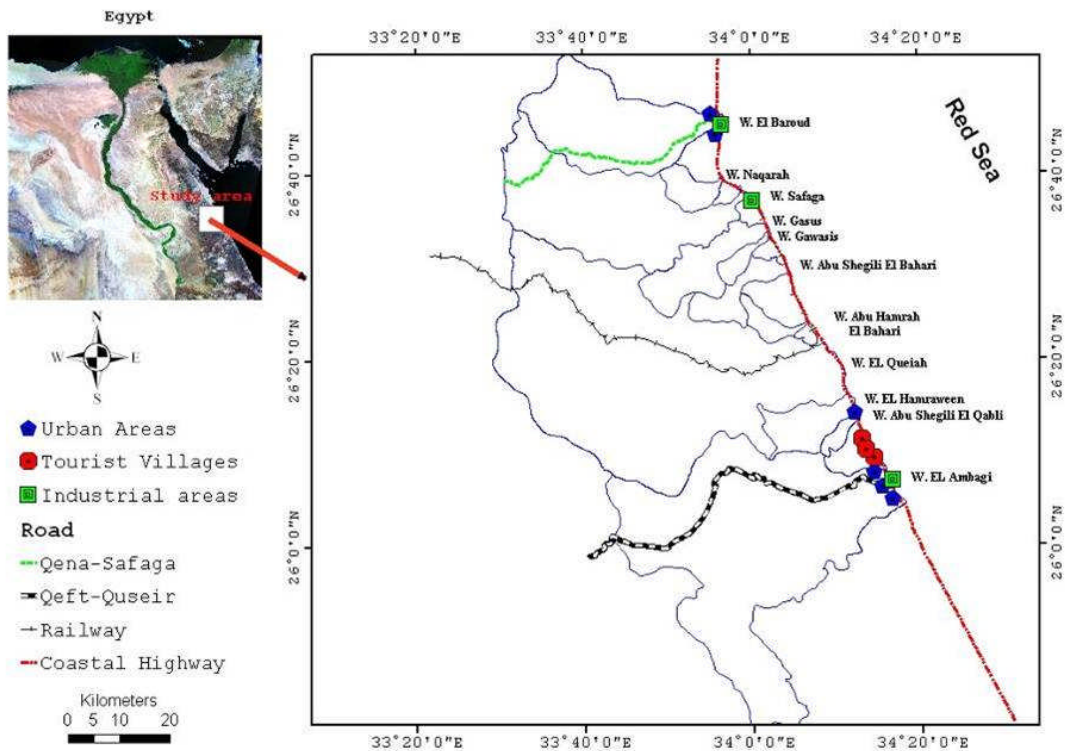 Egypt
Study area
N
W E
S
Urban Areas
Tourist Villages
Industrial areas
Road
Qena-Safaga
Qeft-Quseir
Railway
Coastal Highway
Kilometers
0 5 10 20
33°20'0"E 33°40'0"E 34°0'0"E 34°20'0"E
Red Sea
W. El Baroud
W. Naqarah
W. Safaga
W. Gasus
W. Gawasis
W. Abu Shegili El Bahari
W. Abu Hamrah
El Bahari
W. EL Queiah
W. EL Hamraween
W. Abu Shegili El Qabli
W. EL Ambagi
26°40'0"N
26°20'0"N
26°0'0"N
26°40'0"N
26°20'0"N
26°0'0"N
33°20'0"E 33°40'0"E 34°0'0"E 34°20'0"E